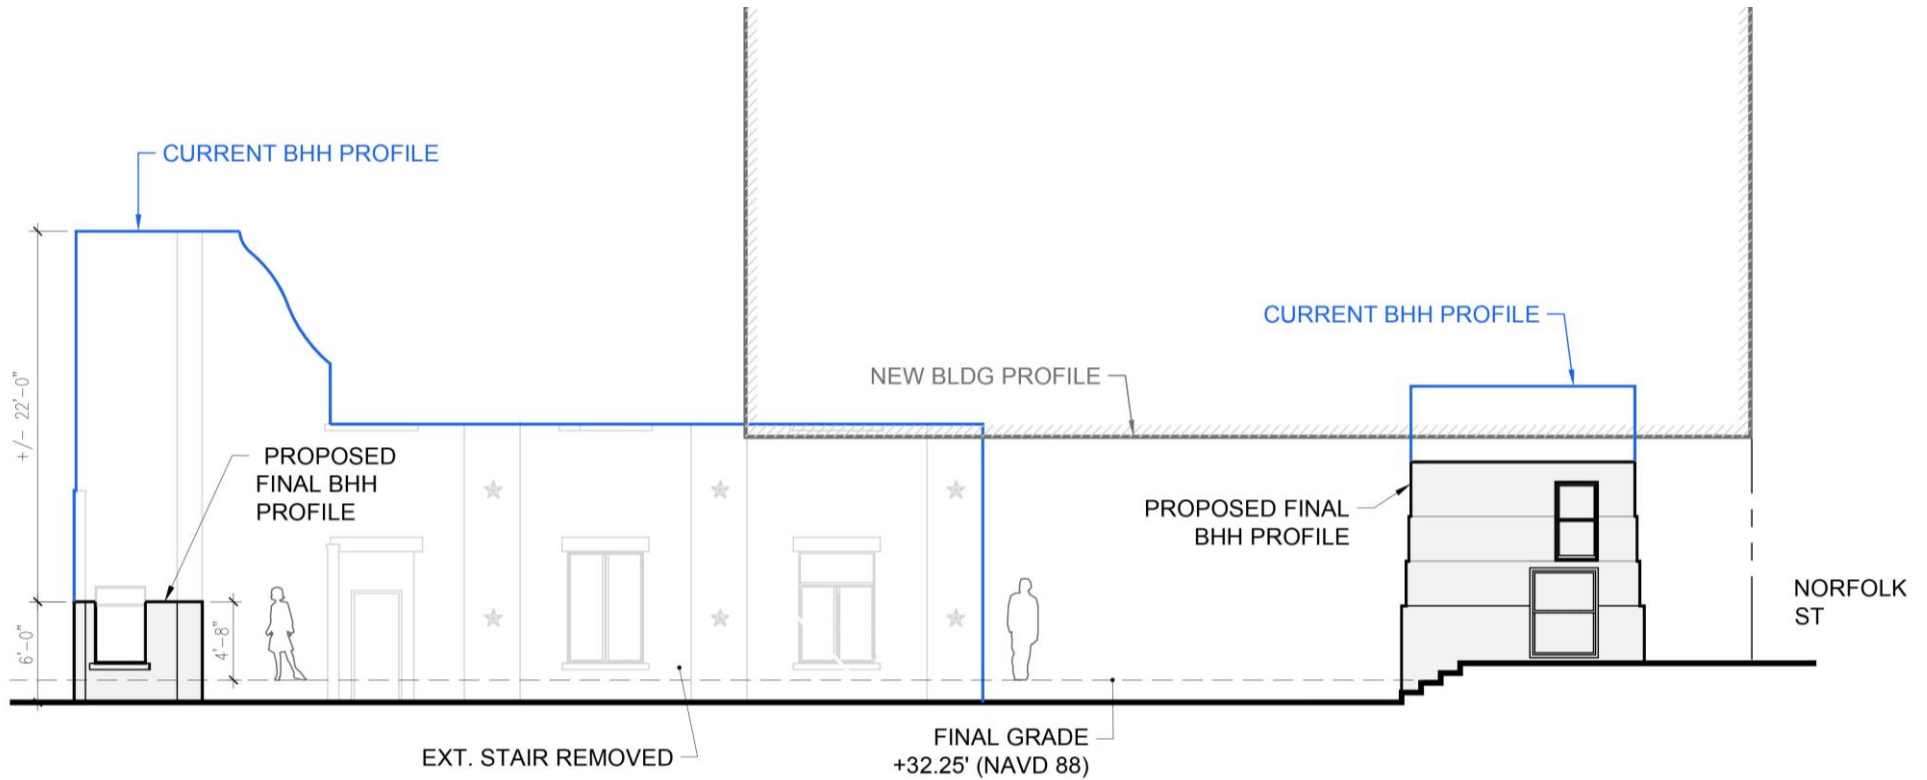 CURRENT BHH PROFILE
CURRENT BHH PROFILE
NEW BLDG PROFILE
+/- 22'-0"
PROPOSED
FINAL BHH
PROFILE
PROPOSED FINAL
BHH PROFILE
NORFOLK
ST
6'-0"
4'-8"
EXT. STAIR REMOVED
FINAL GRADE
+32.25' (NAVD 88)